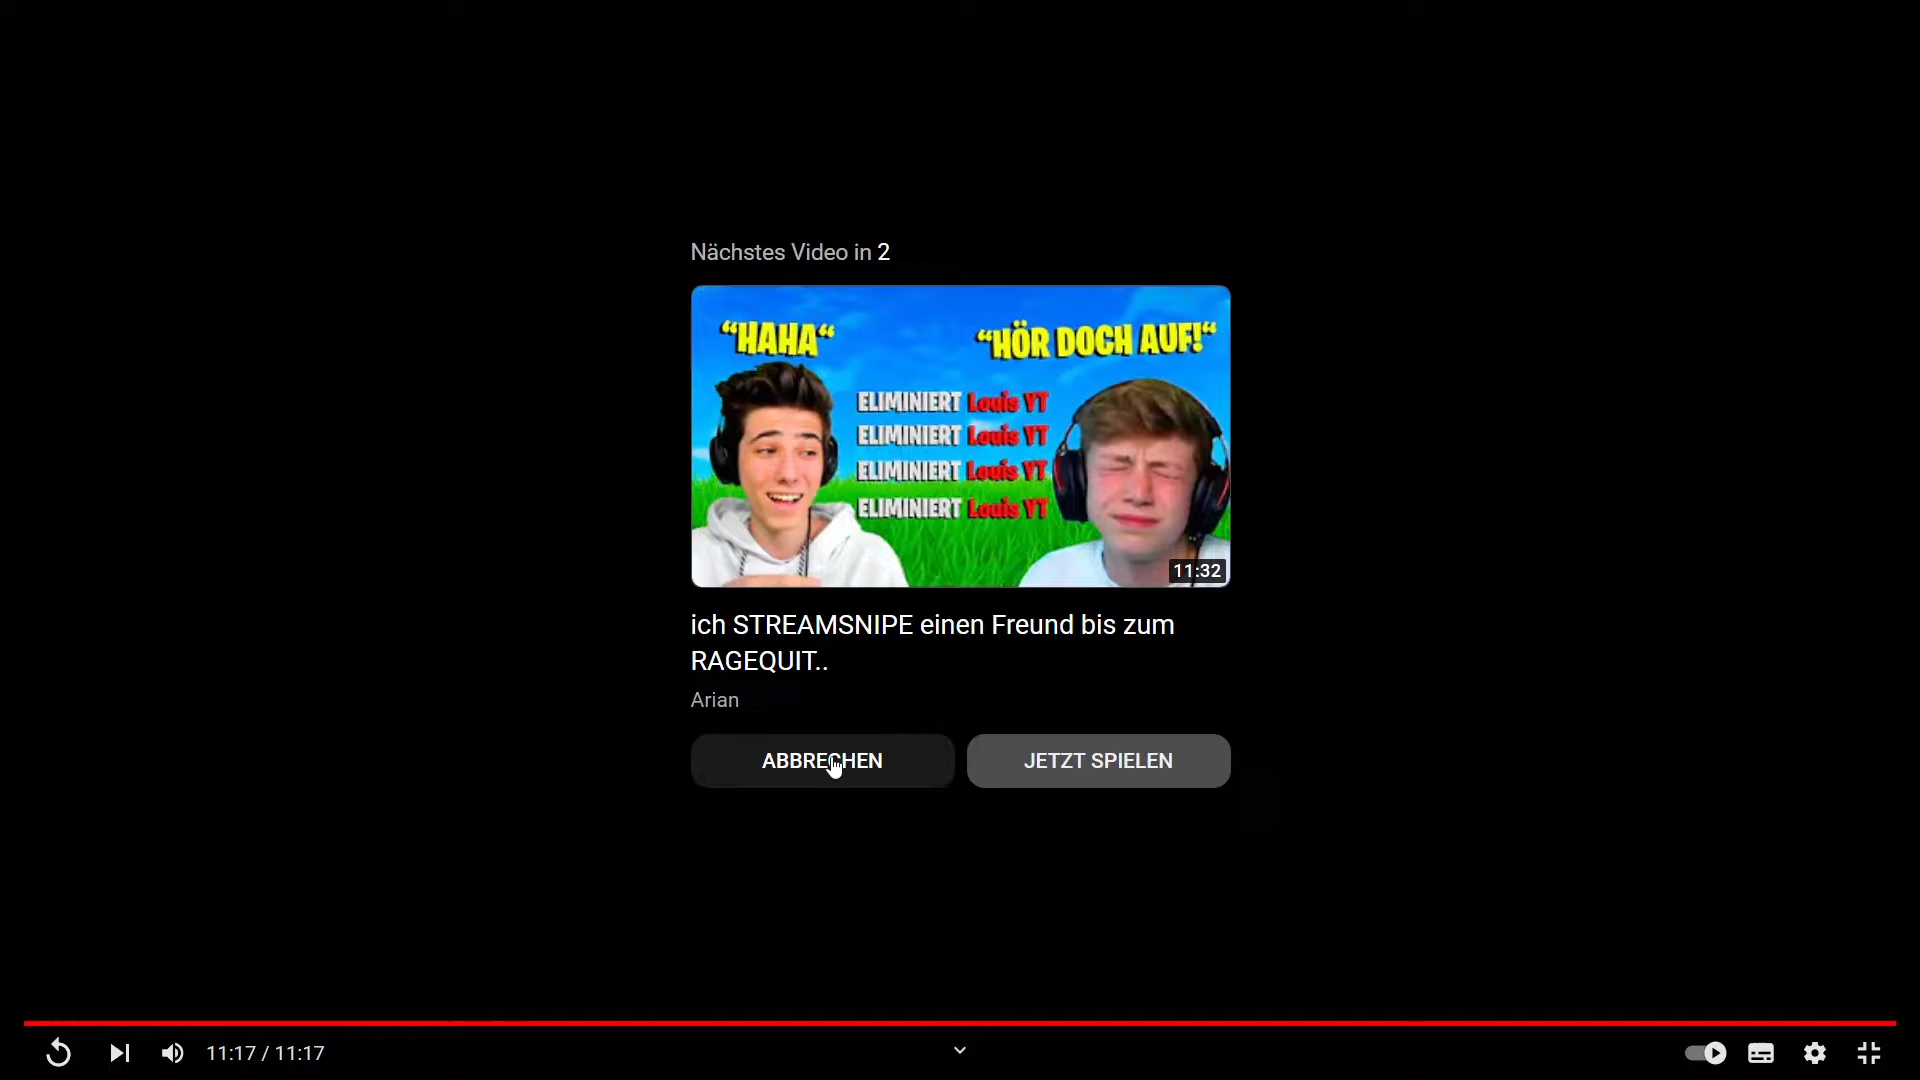 Nächstes Video in 2
“HAHA“
“HÖR DOCH AUF!“
ELIMINIERT Louis YT
ELIMINIERT Louis YT
ELIMINIERT Louis YT
ELIMINIERT Louis YT
11:32
ich STREAMSNIPE einen Freund bis zum
RAGEQUIT..
Arian
ABBRECHEN
JETZT SPIELEN
11:17 / 11:17